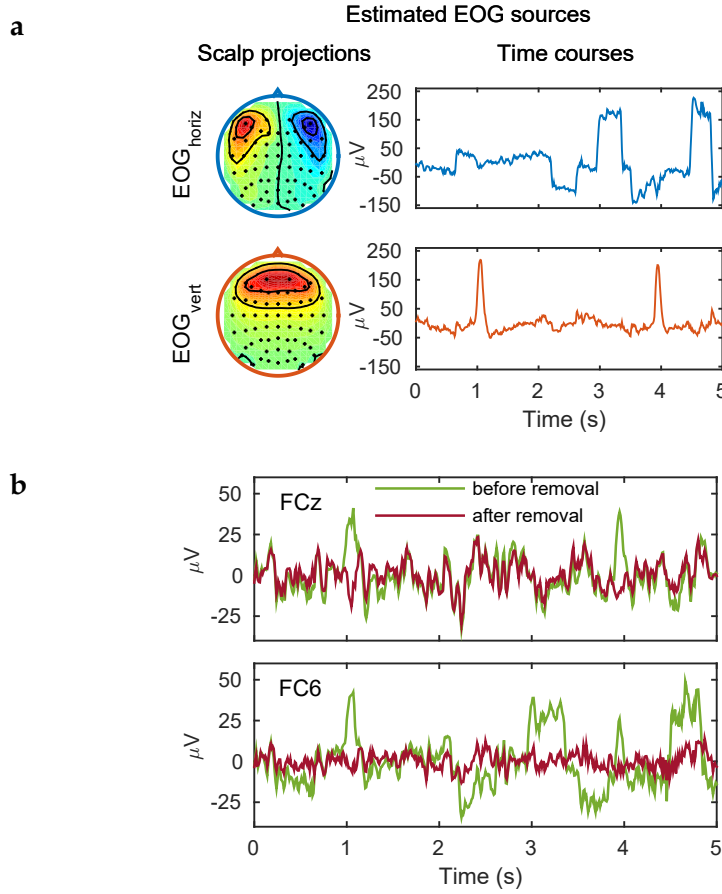 a
Estimated EOG sources
Scalp projections
Time courses
EOG_horiz
μV
250
150
50
-50
-150
EOG_vert
μV
250
150
50
-50
-150
0 1 2 3 4 5
Time (s)
b
FCz
before removal
after removal
μV
50
25
0
-25
FC6
μV
50
25
0
-25
0 1 2 3 4 5
Time (s)